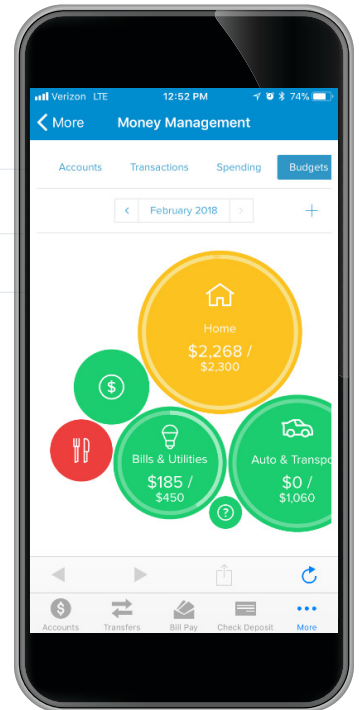 Verizon LTE 12:52 PM 74%
More Money Management
Accounts Transactions Spending Budgets
< February 2018 > +
Home
$2,268 /
$2,300
$
Bills & Utilities
$185 /
$450
Auto & Transpo
$0 /
$1,060
?
$
Accounts Transfers Bill Pay Check Deposit More